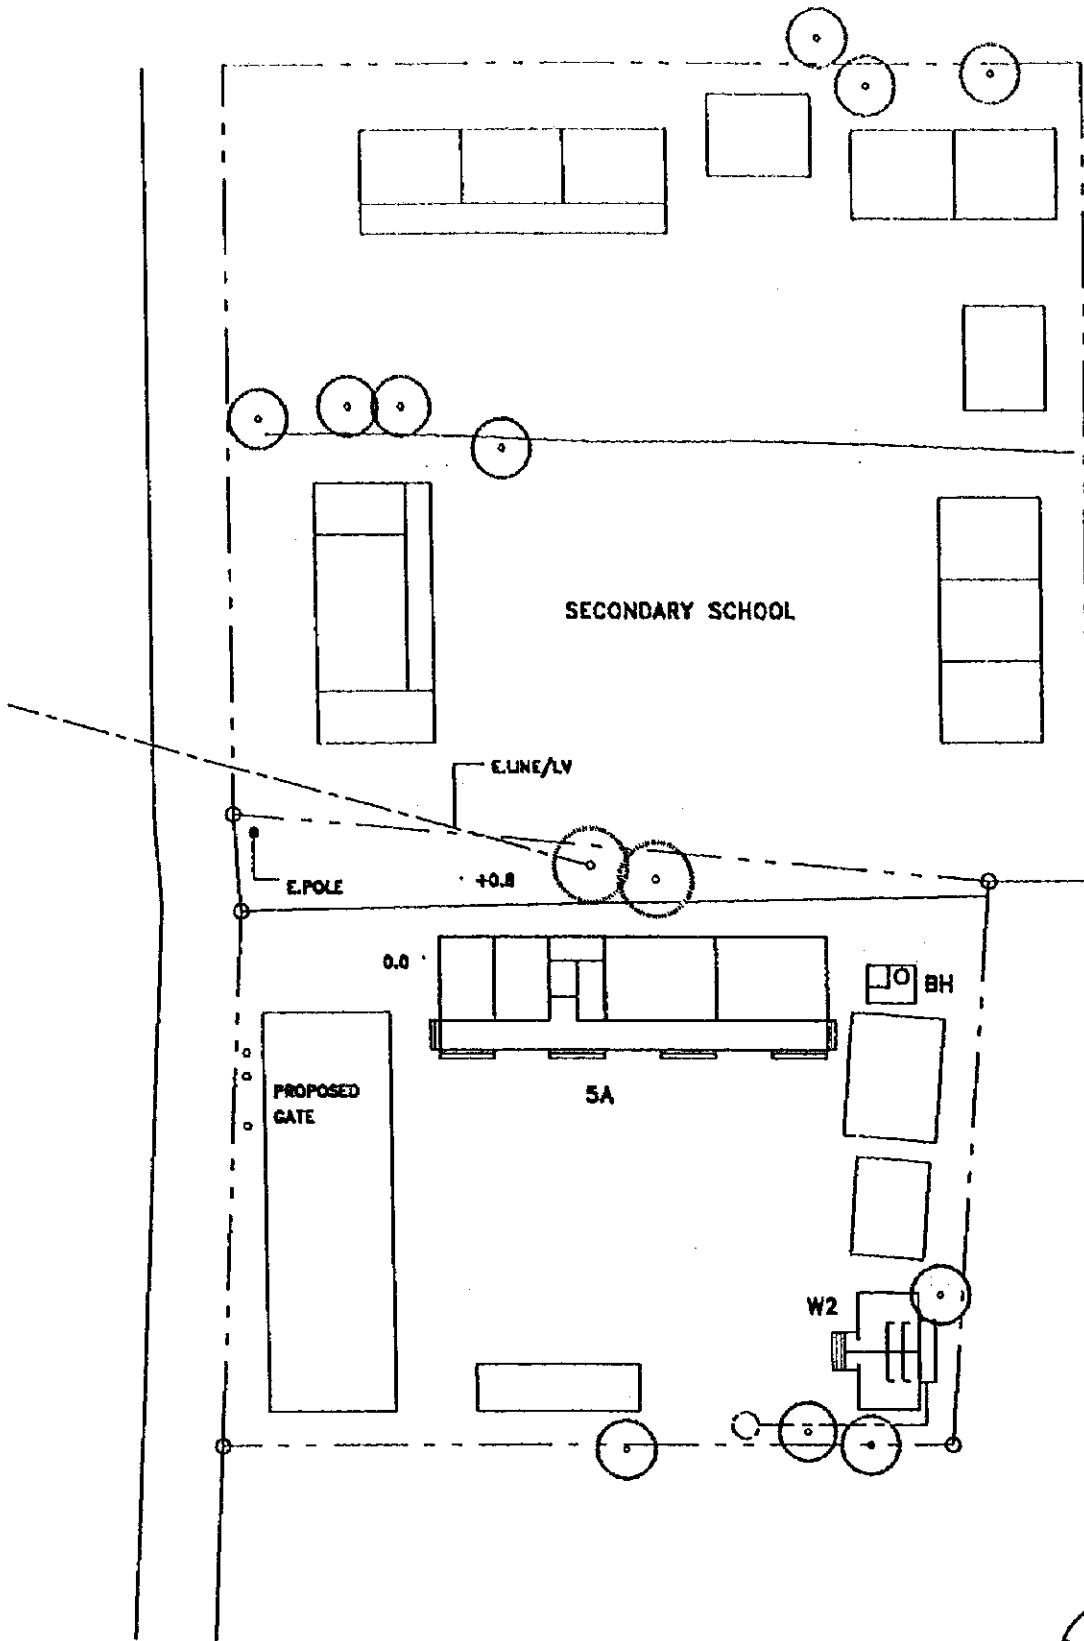 SECONDARY SCHOOL
E.LINE/LV
E.POLE
+0.8
0.0
BH
PROPOSED
GATE
5A
W2